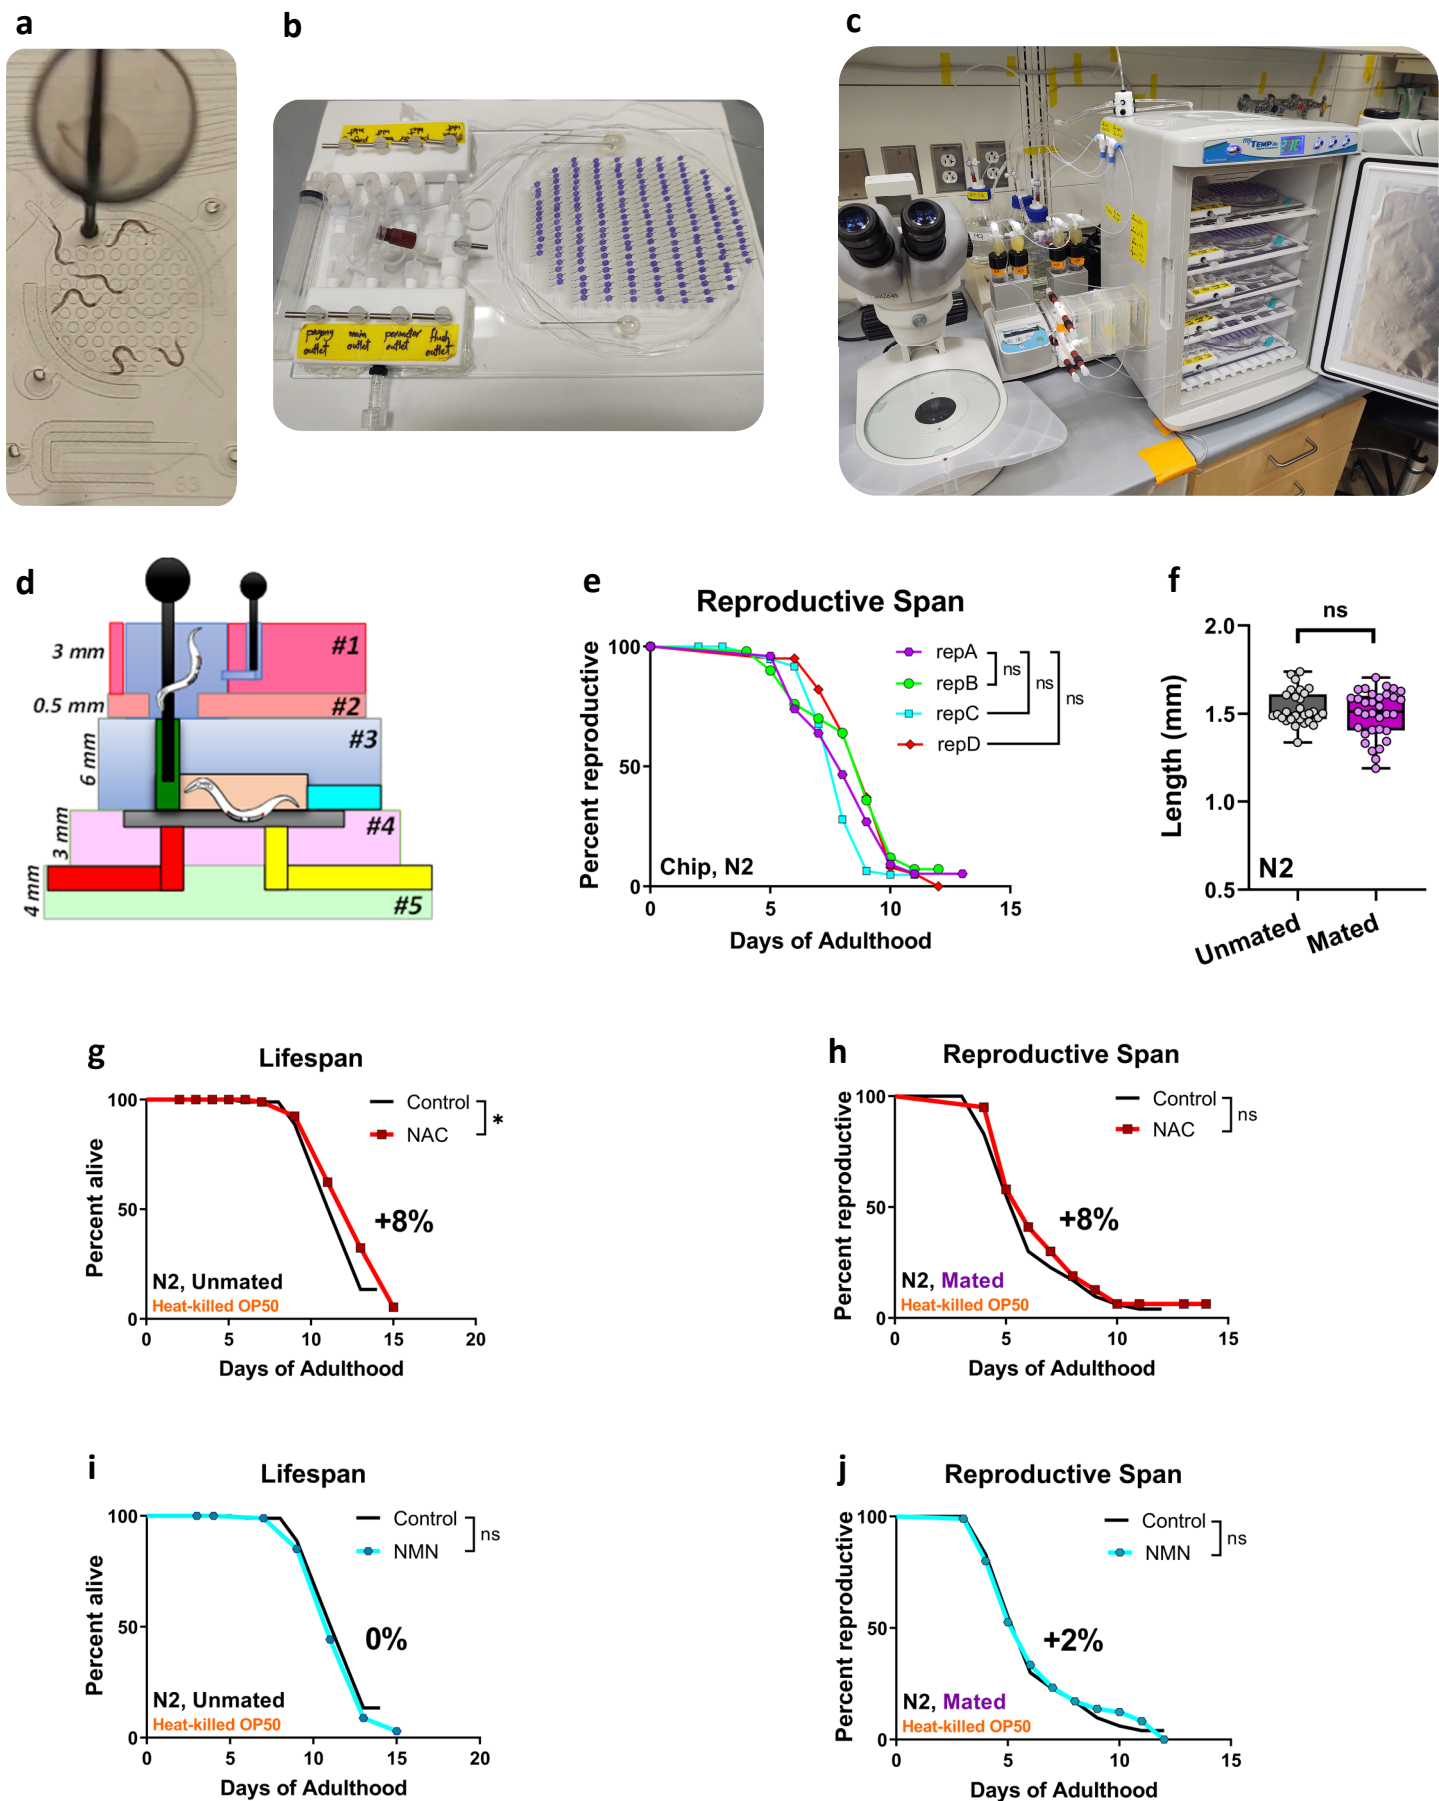 a
b
c
progeny outlet
main outlet
perimeter outlet
flush outlet
myTEMP
d
#1
3 mm
0.5 mm
#2
#3
6 mm
#4
3 mm
4 mm
#5
e
Reproductive Span
Percent reproductive
100
50
0
0 5 10 15
Days of Adulthood
Chip, N2
repA
repB
repC
repD
ns
ns
ns
f
ns
Length (mm)
2.0
1.5
1.0
0.5
N2
Unmated
Mated
g
Lifespan
Percent alive
100
50
0
0 5 10 15 20
Days of Adulthood
Control
NAC
*
+8%
N2, Unmated
Heat-killed OP50
h
Reproductive Span
Percent reproductive
100
50
0
0 5 10 15
Days of Adulthood
Control
NAC
ns
+8%
N2, Mated
Heat-killed OP50
i
Lifespan
Percent alive
100
50
0
0 5 10 15 20
Days of Adulthood
Control
NMN
ns
0%
N2, Unmated
Heat-killed OP50
j
Reproductive Span
Percent reproductive
100
50
0
0 5 10 15
Days of Adulthood
Control
NMN
ns
+2%
N2, Mated
Heat-killed OP50